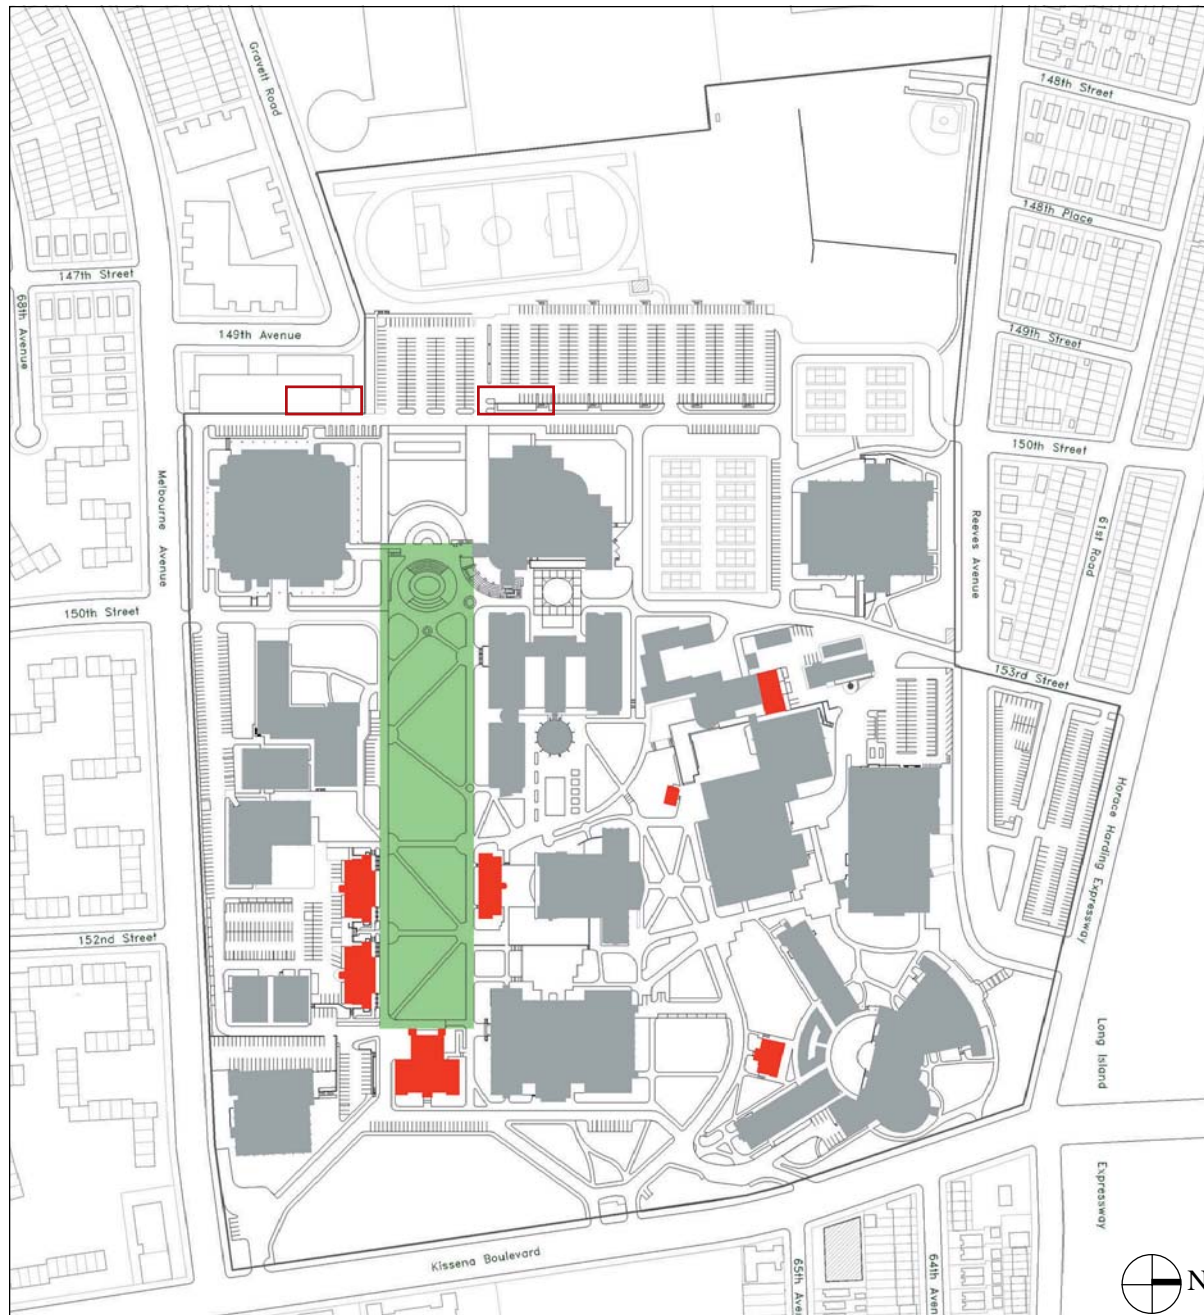 Gravett Road
148th Street
148th Place
147th Street
68th Avenue
149th Avenue
149th Street
150th Street
Melbourne Avenue
Reeves Avenue
61st Road
150th Street
153rd Street
Horace Harding Expressway
152nd Street
Long Island
Expressway
Kissena Boulevard
65th Avenue
64th Avenue
N